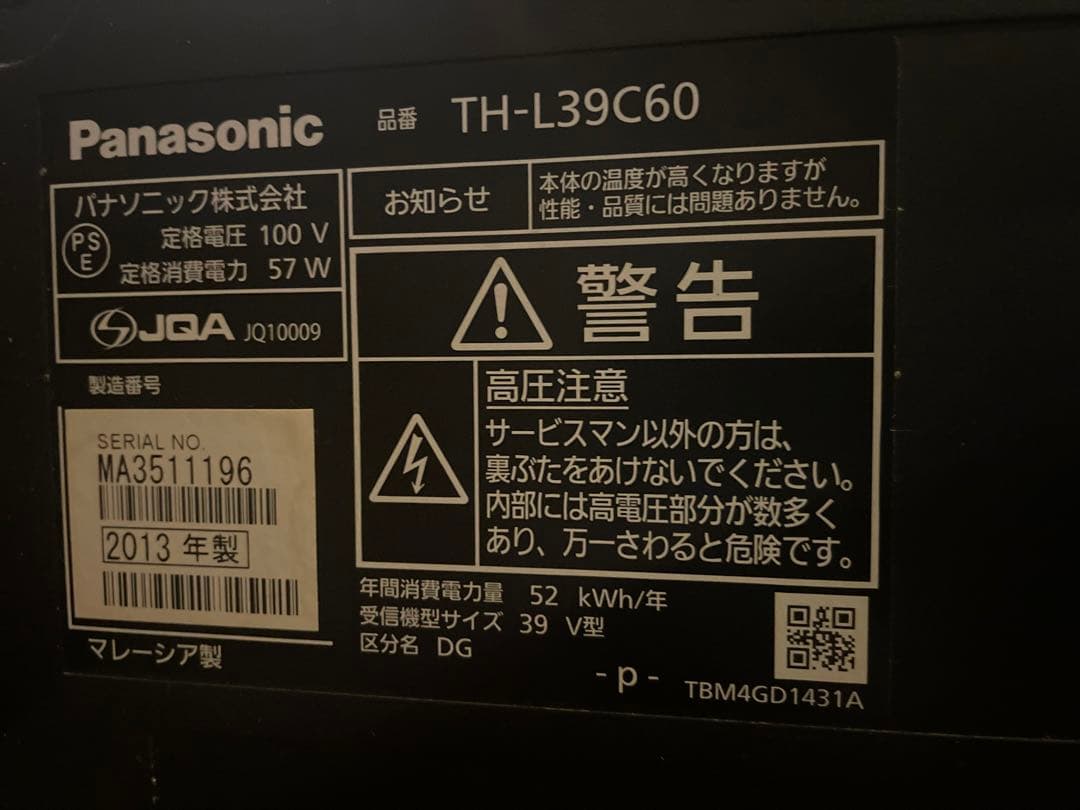 Panasonic
品番 TH-L39C60
パナソニック株式会社
PS
E
定格電圧 100 V
定格消費電力 57 W
JQA JQ10009
製造番号
SERIAL NO.
MA3511196
2013 年製
マレーシア製
お知らせ
本体の温度が高くなりますが
性能・品質には問題ありません。
警告
高圧注意
サービスマン以外の方は、
裏ぶたをあけないでください。
内部には高電圧部分が数多く
あり、万一さわると危険です。
年間消費電力量 52 kWh/年
受信機型サイズ 39 V型
区分名 DG
- p -
TBM4GD1431A